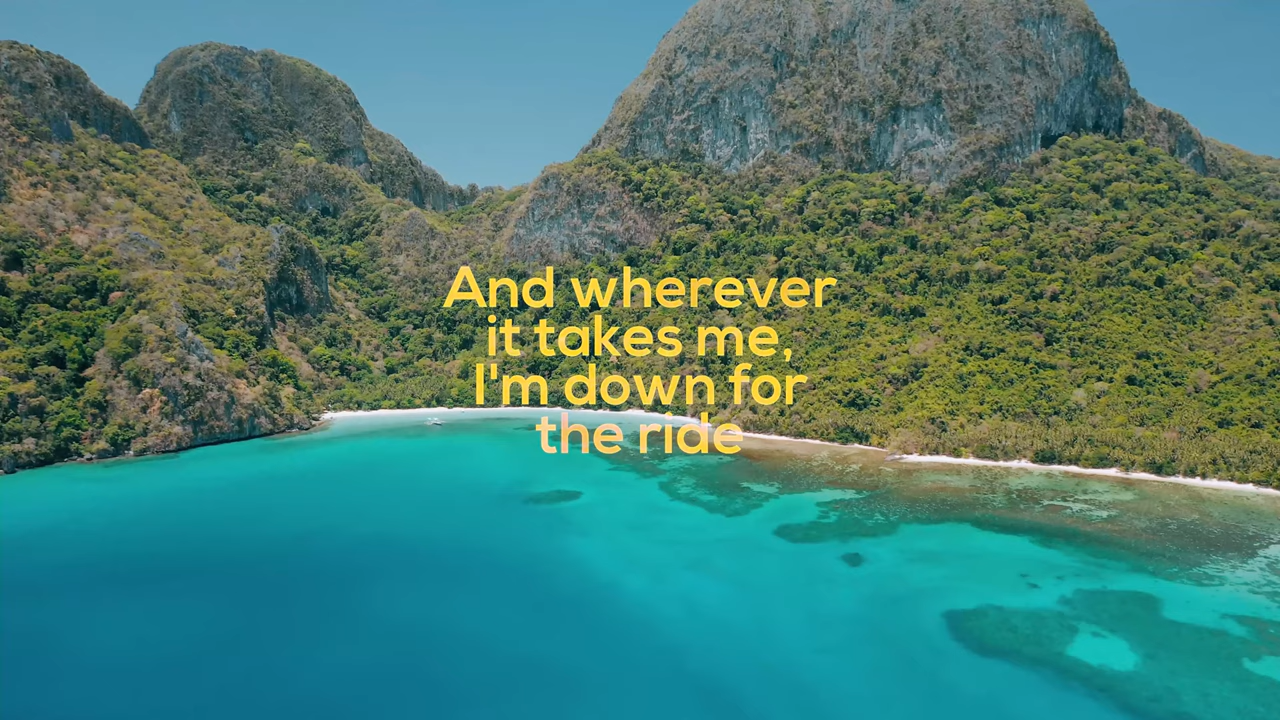 And wherever
it takes me,
I'm down for
the ride